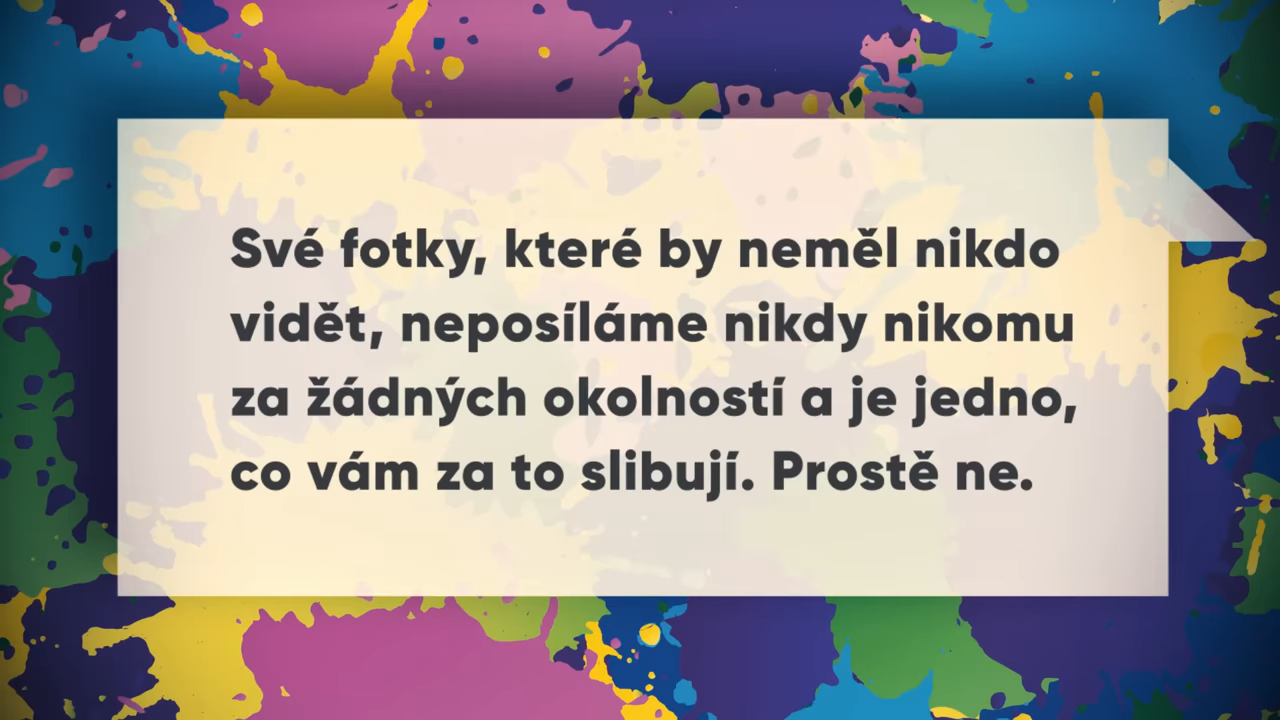 Své fotky, které by neměl nikdo
vidět, neposíláme nikdy nikomu
za žádných okolností a je jedno,
co vám za to slibují. Prostě ne.